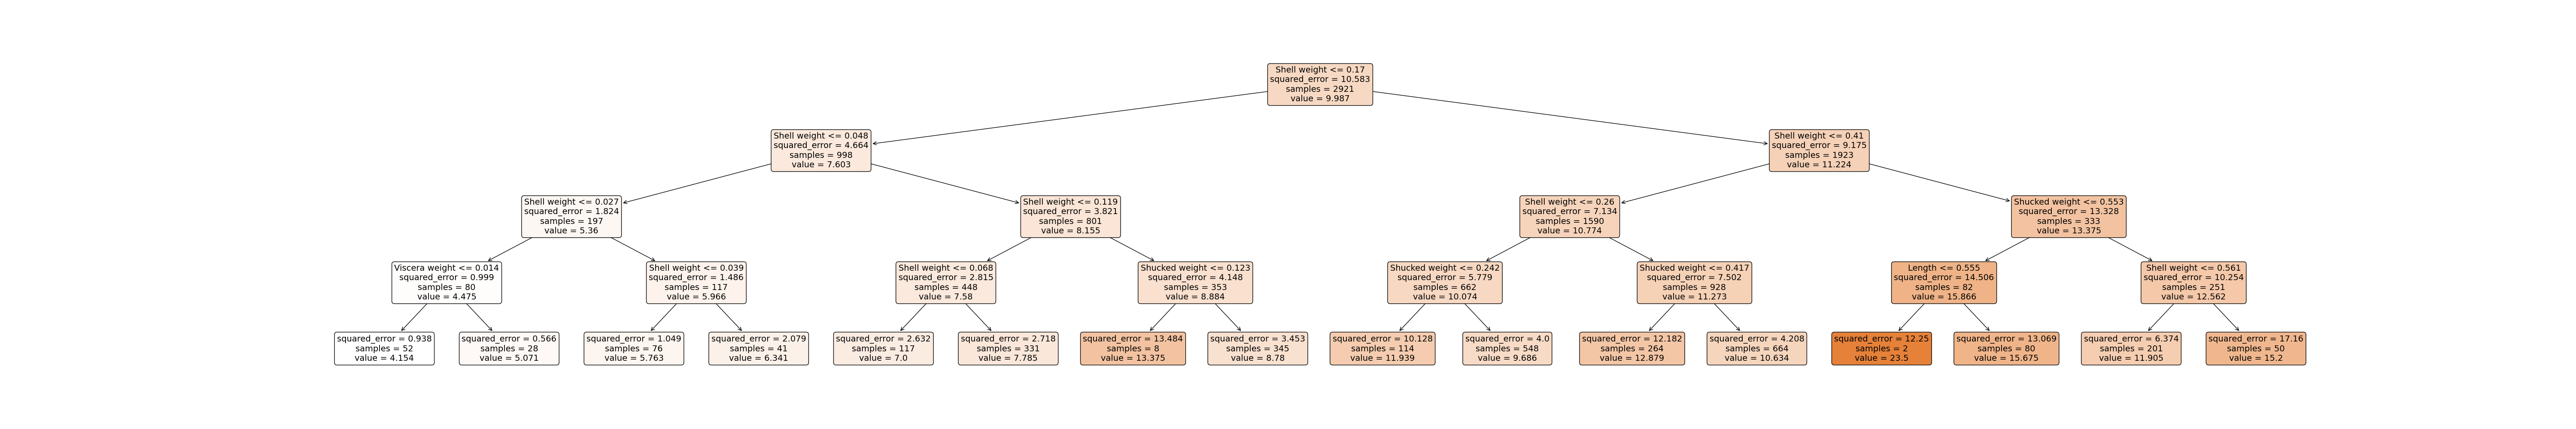 Shell weight <= 0.17
squared_error = 10.583
samples = 2921
value = 9.987
Shell weight <= 0.048
squared_error = 4.664
samples = 998
value = 7.603
Shell weight <= 0.41
squared_error = 9.175
samples = 1923
value = 11.224
Shell weight <= 0.027
squared_error = 1.824
samples = 197
value = 5.36
Shell weight <= 0.119
squared_error = 3.821
samples = 801
value = 8.155
Shell weight <= 0.26
squared_error = 7.134
samples = 1590
value = 10.774
Shucked weight <= 0.553
squared_error = 13.328
samples = 333
value = 13.375
Viscera weight <= 0.014
squared_error = 0.999
samples = 80
value = 4.475
Shell weight <= 0.039
squared_error = 1.486
samples = 117
value = 5.966
Shell weight <= 0.068
squared_error = 2.815
samples = 448
value = 7.58
Shucked weight <= 0.123
squared_error = 4.148
samples = 353
value = 8.884
Shucked weight <= 0.242
squared_error = 5.779
samples = 662
value = 10.074
Shucked weight <= 0.417
squared_error = 7.502
samples = 928
value = 11.273
Length <= 0.555
squared_error = 14.506
samples = 82
value = 15.866
Shell weight <= 0.561
squared_error = 10.254
samples = 251
value = 12.562
squared_error = 0.938
samples = 52
value = 4.154
squared_error = 0.566
samples = 28
value = 5.071
squared_error = 1.049
samples = 76
value = 5.763
squared_error = 2.079
samples = 41
value = 6.341
squared_error = 2.632
samples = 117
value = 7.0
squared_error = 2.718
samples = 331
value = 7.785
squared_error = 13.484
samples = 8
value = 13.375
squared_error = 3.453
samples = 345
value = 8.78
squared_error = 10.128
samples = 114
value = 11.939
squared_error = 4.0
samples = 548
value = 9.686
squared_error = 12.182
samples = 264
value = 12.879
squared_error = 4.208
samples = 664
value = 10.634
squared_error = 12.25
samples = 2
value = 23.5
squared_error = 13.069
samples = 80
value = 15.675
squared_error = 6.374
samples = 201
value = 11.905
squared_error = 17.16
samples = 50
value = 15.2